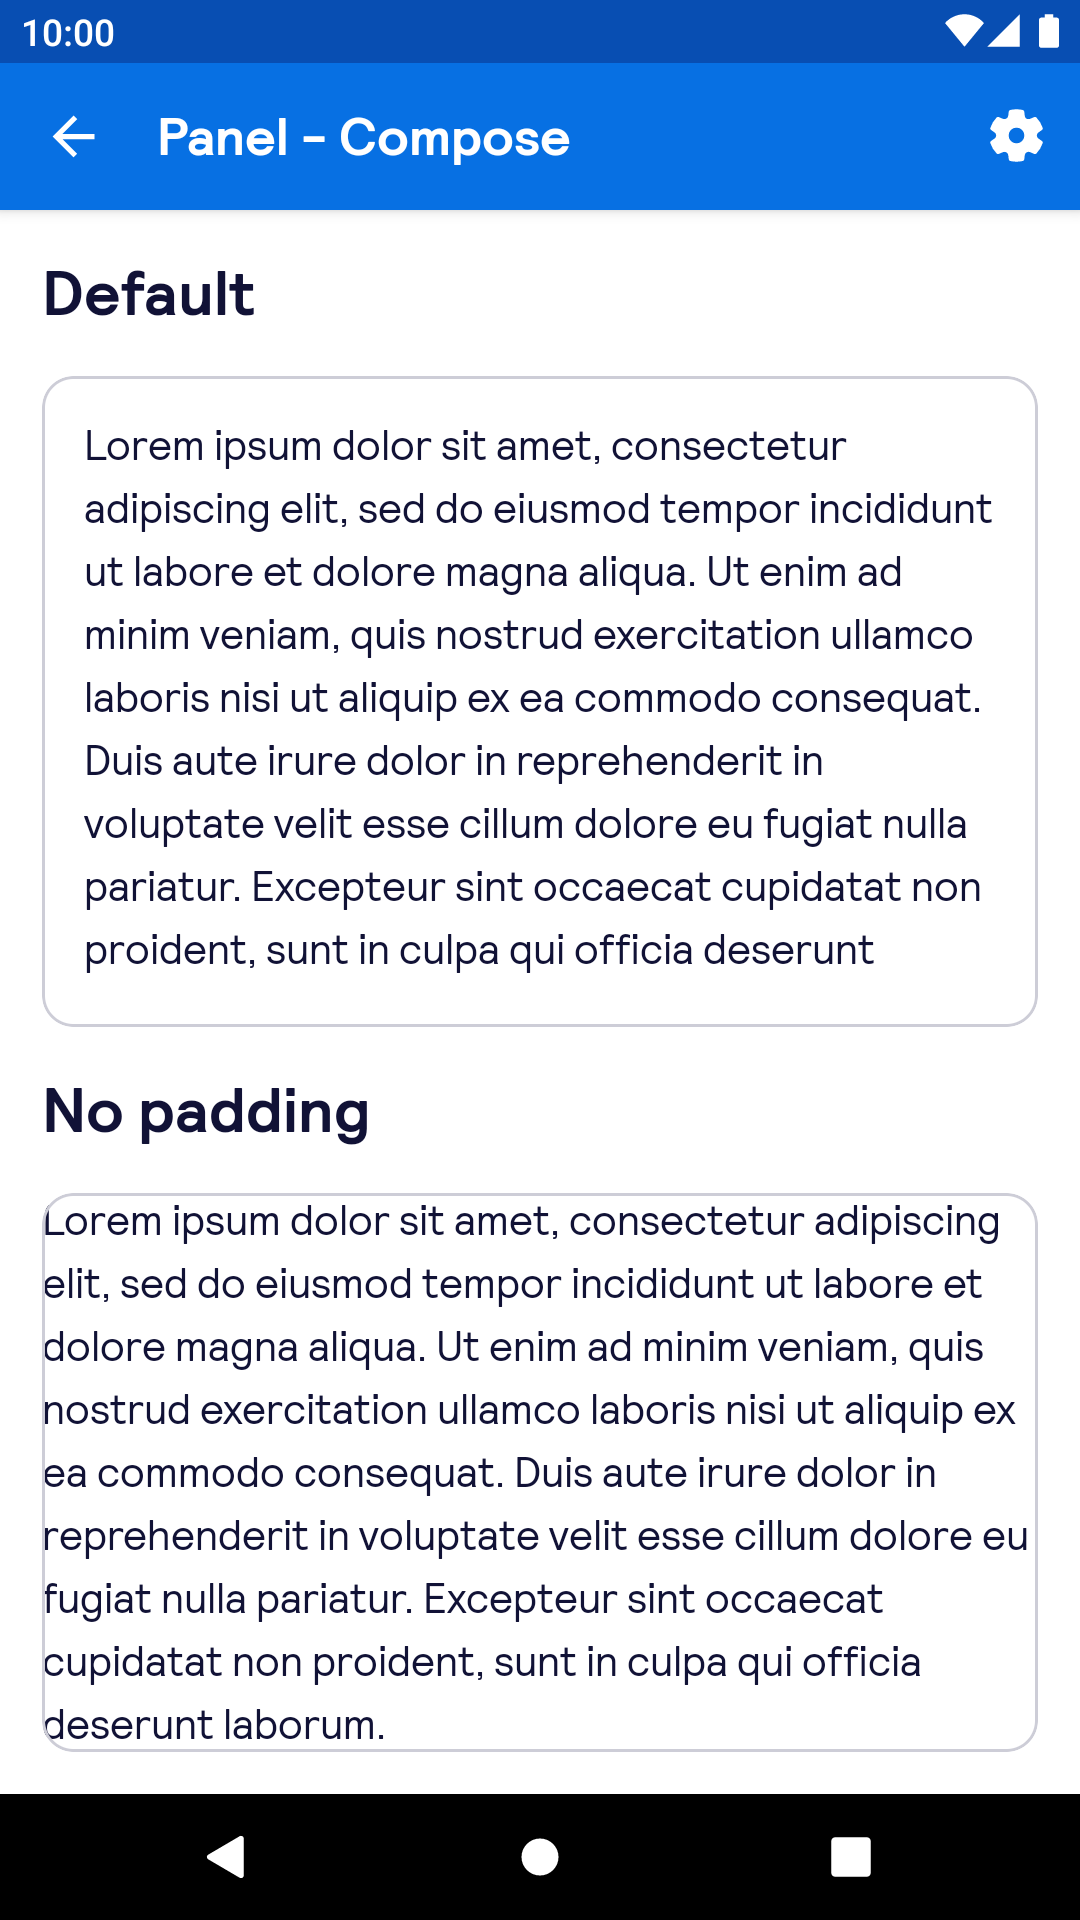 10:00
Panel - Compose
Default
Lorem ipsum dolor sit amet, consectetur
adipiscing elit, sed do eiusmod tempor incididunt
ut labore et dolore magna aliqua. Ut enim ad
minim veniam, quis nostrud exercitation ullamco
laboris nisi ut aliquip ex ea commodo consequat.
Duis aute irure dolor in reprehenderit in
voluptate velit esse cillum dolore eu fugiat nulla
pariatur. Excepteur sint occaecat cupidatat non
proident, sunt in culpa qui officia deserunt
No padding
Lorem ipsum dolor sit amet, consectetur adipiscing
elit, sed do eiusmod tempor incididunt ut labore et
dolore magna aliqua. Ut enim ad minim veniam, quis
nostrud exercitation ullamco laboris nisi ut aliquip ex
ea commodo consequat. Duis aute irure dolor in
reprehenderit in voluptate velit esse cillum dolore eu
fugiat nulla pariatur. Excepteur sint occaecat
cupidatat non proident, sunt in culpa qui officia
deserunt laborum.